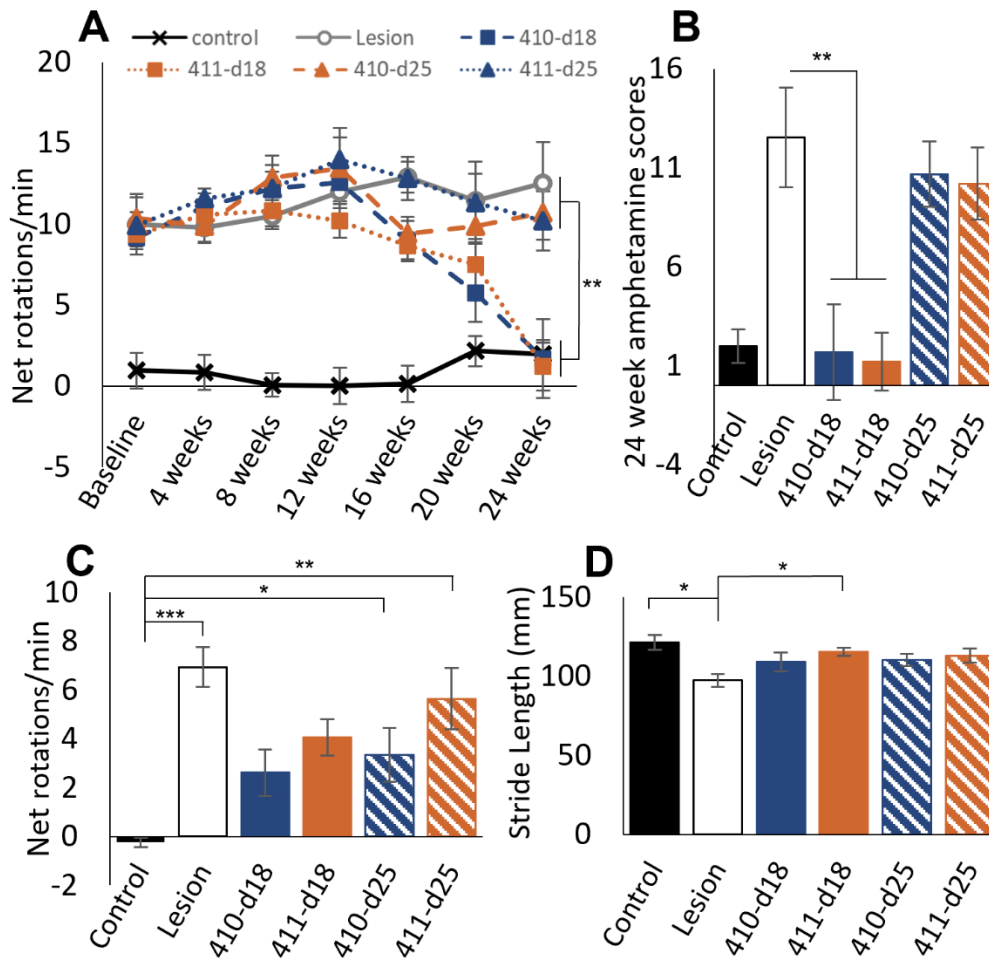 A
control Lesion 410-d18
411-d18 410-d25 411-d25
Net rotations/min
20
15
10
5
0
-5
**
Baseline
4 weeks
8 weeks
12 weeks
16 weeks
20 weeks
24 weeks
B
24 week amphetamine scores
16
11
6
1
-4
**
Control
Lesion
410-d18
411-d18
410-d25
411-d25
C
Net rotations/min
10
8
6
4
2
0
-2
**
*
***
Control
Lesion
410-d18
411-d18
410-d25
411-d25
D
Stride Length (mm)
150
100
50
0
*
*
Control
Lesion
410-d18
411-d18
410-d25
411-d25